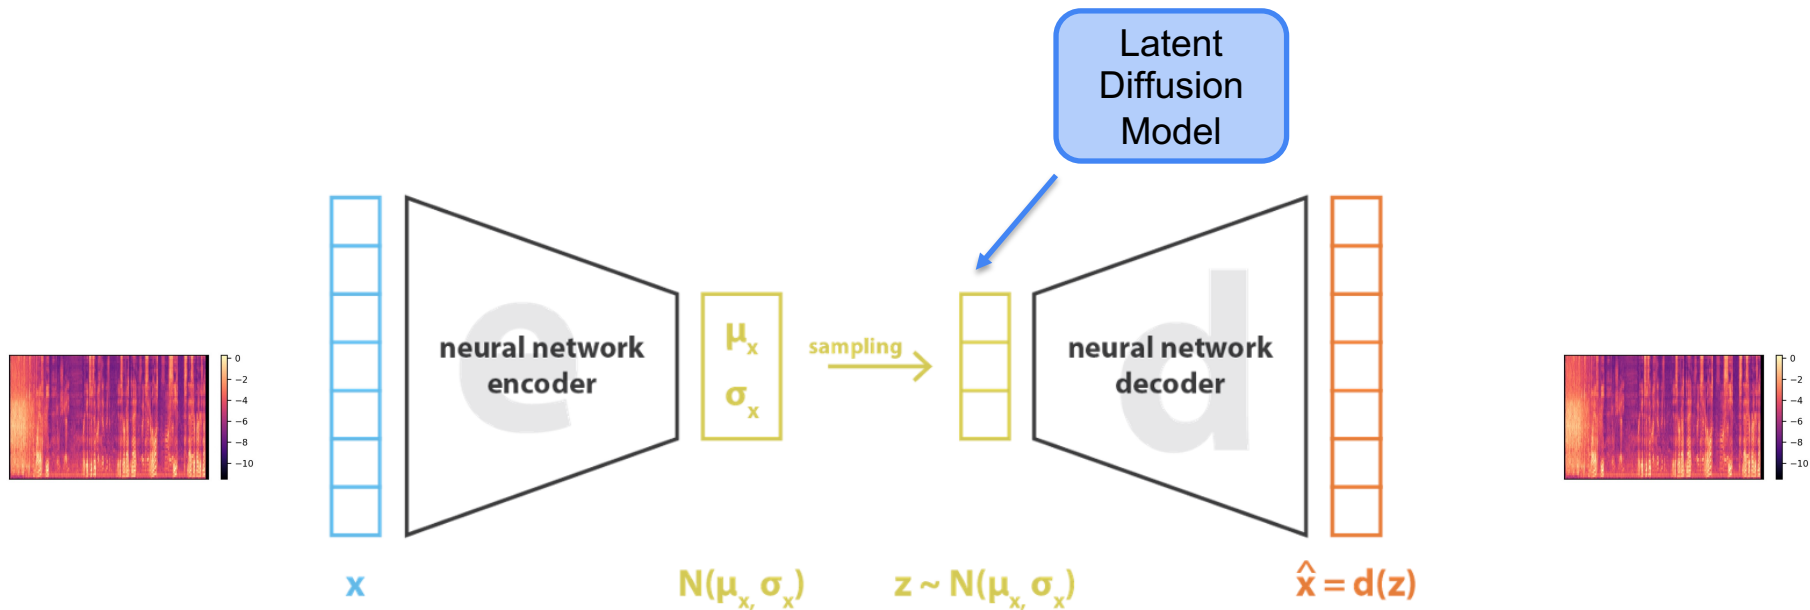 Latent
Diffusion
Model
0
−2
−4
−6
−8
−10
x
e
neural network
encoder
μx
σx
N(μx, σx)
sampling
z ~ N(μx, σx)
d
neural network
decoder
x̂ = d(z)
0
−2
−4
−6
−8
−10